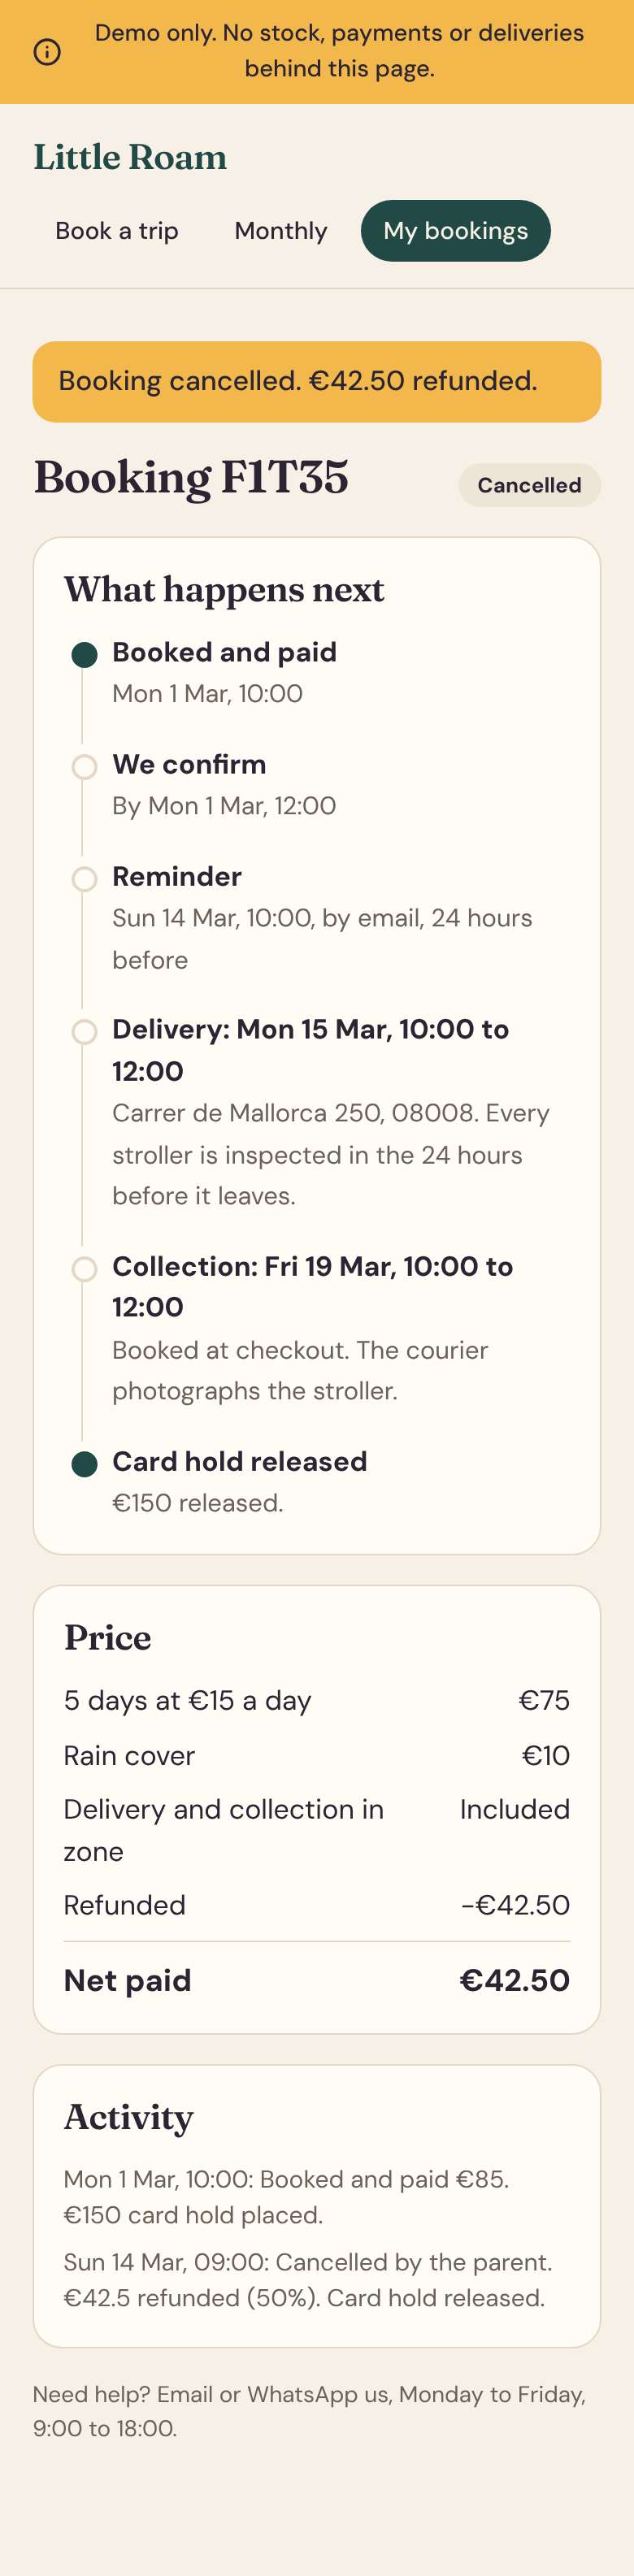 Demo only. No stock, payments or deliveries
behind this page.
Little Roam
Book a trip Monthly My bookings
Booking cancelled. €42.50 refunded.
Booking F1T35 Cancelled
What happens next
Booked and paid
Mon 1 Mar, 10:00
We confirm
By Mon 1 Mar, 12:00
Reminder
Sun 14 Mar, 10:00, by email, 24 hours
before
Delivery: Mon 15 Mar, 10:00 to
12:00
Carrer de Mallorca 250, 08008. Every
stroller is inspected in the 24 hours
before it leaves.
Collection: Fri 19 Mar, 10:00 to
12:00
Booked at checkout. The courier
photographs the stroller.
Card hold released
€150 released.
Price
5 days at €15 a day €75
Rain cover €10
Delivery and collection in Included
zone
Refunded -€42.50
Net paid €42.50
Activity
Mon 1 Mar, 10:00: Booked and paid €85.
€150 card hold placed.
Sun 14 Mar, 09:00: Cancelled by the parent.
€42.5 refunded (50%). Card hold released.
Need help? Email or WhatsApp us, Monday to Friday,
9:00 to 18:00.